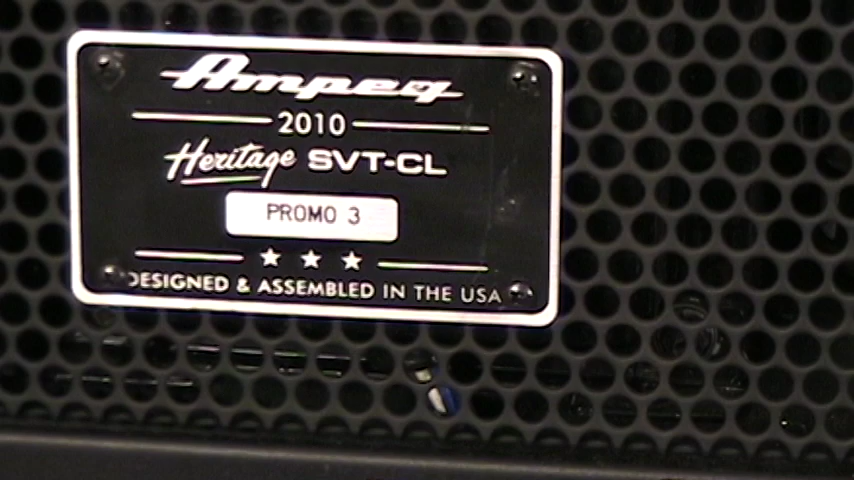 Ampeg
2010
Heritage SVT-CL
PROMO 3
DESIGNED & ASSEMBLED IN THE USA